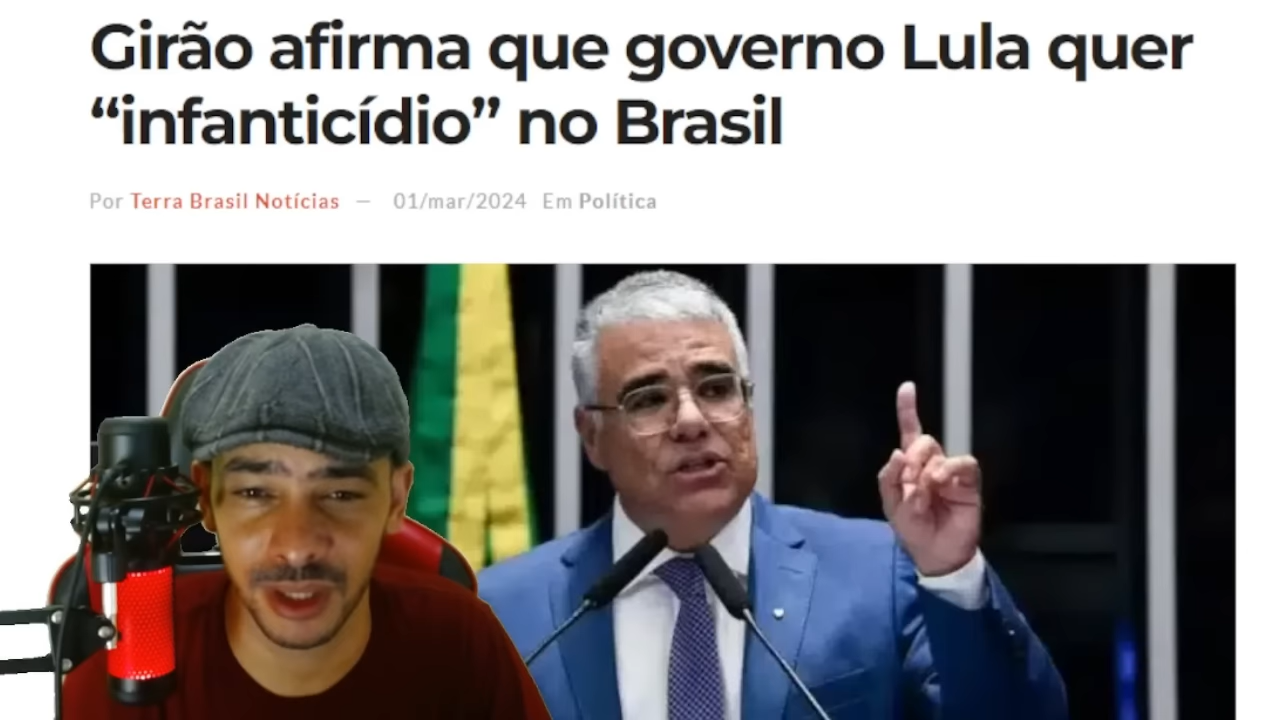 Girão afirma que governo Lula quer
“infanticídio” no Brasil
Por Terra Brasil Notícias — 01/mar/2024 Em Política